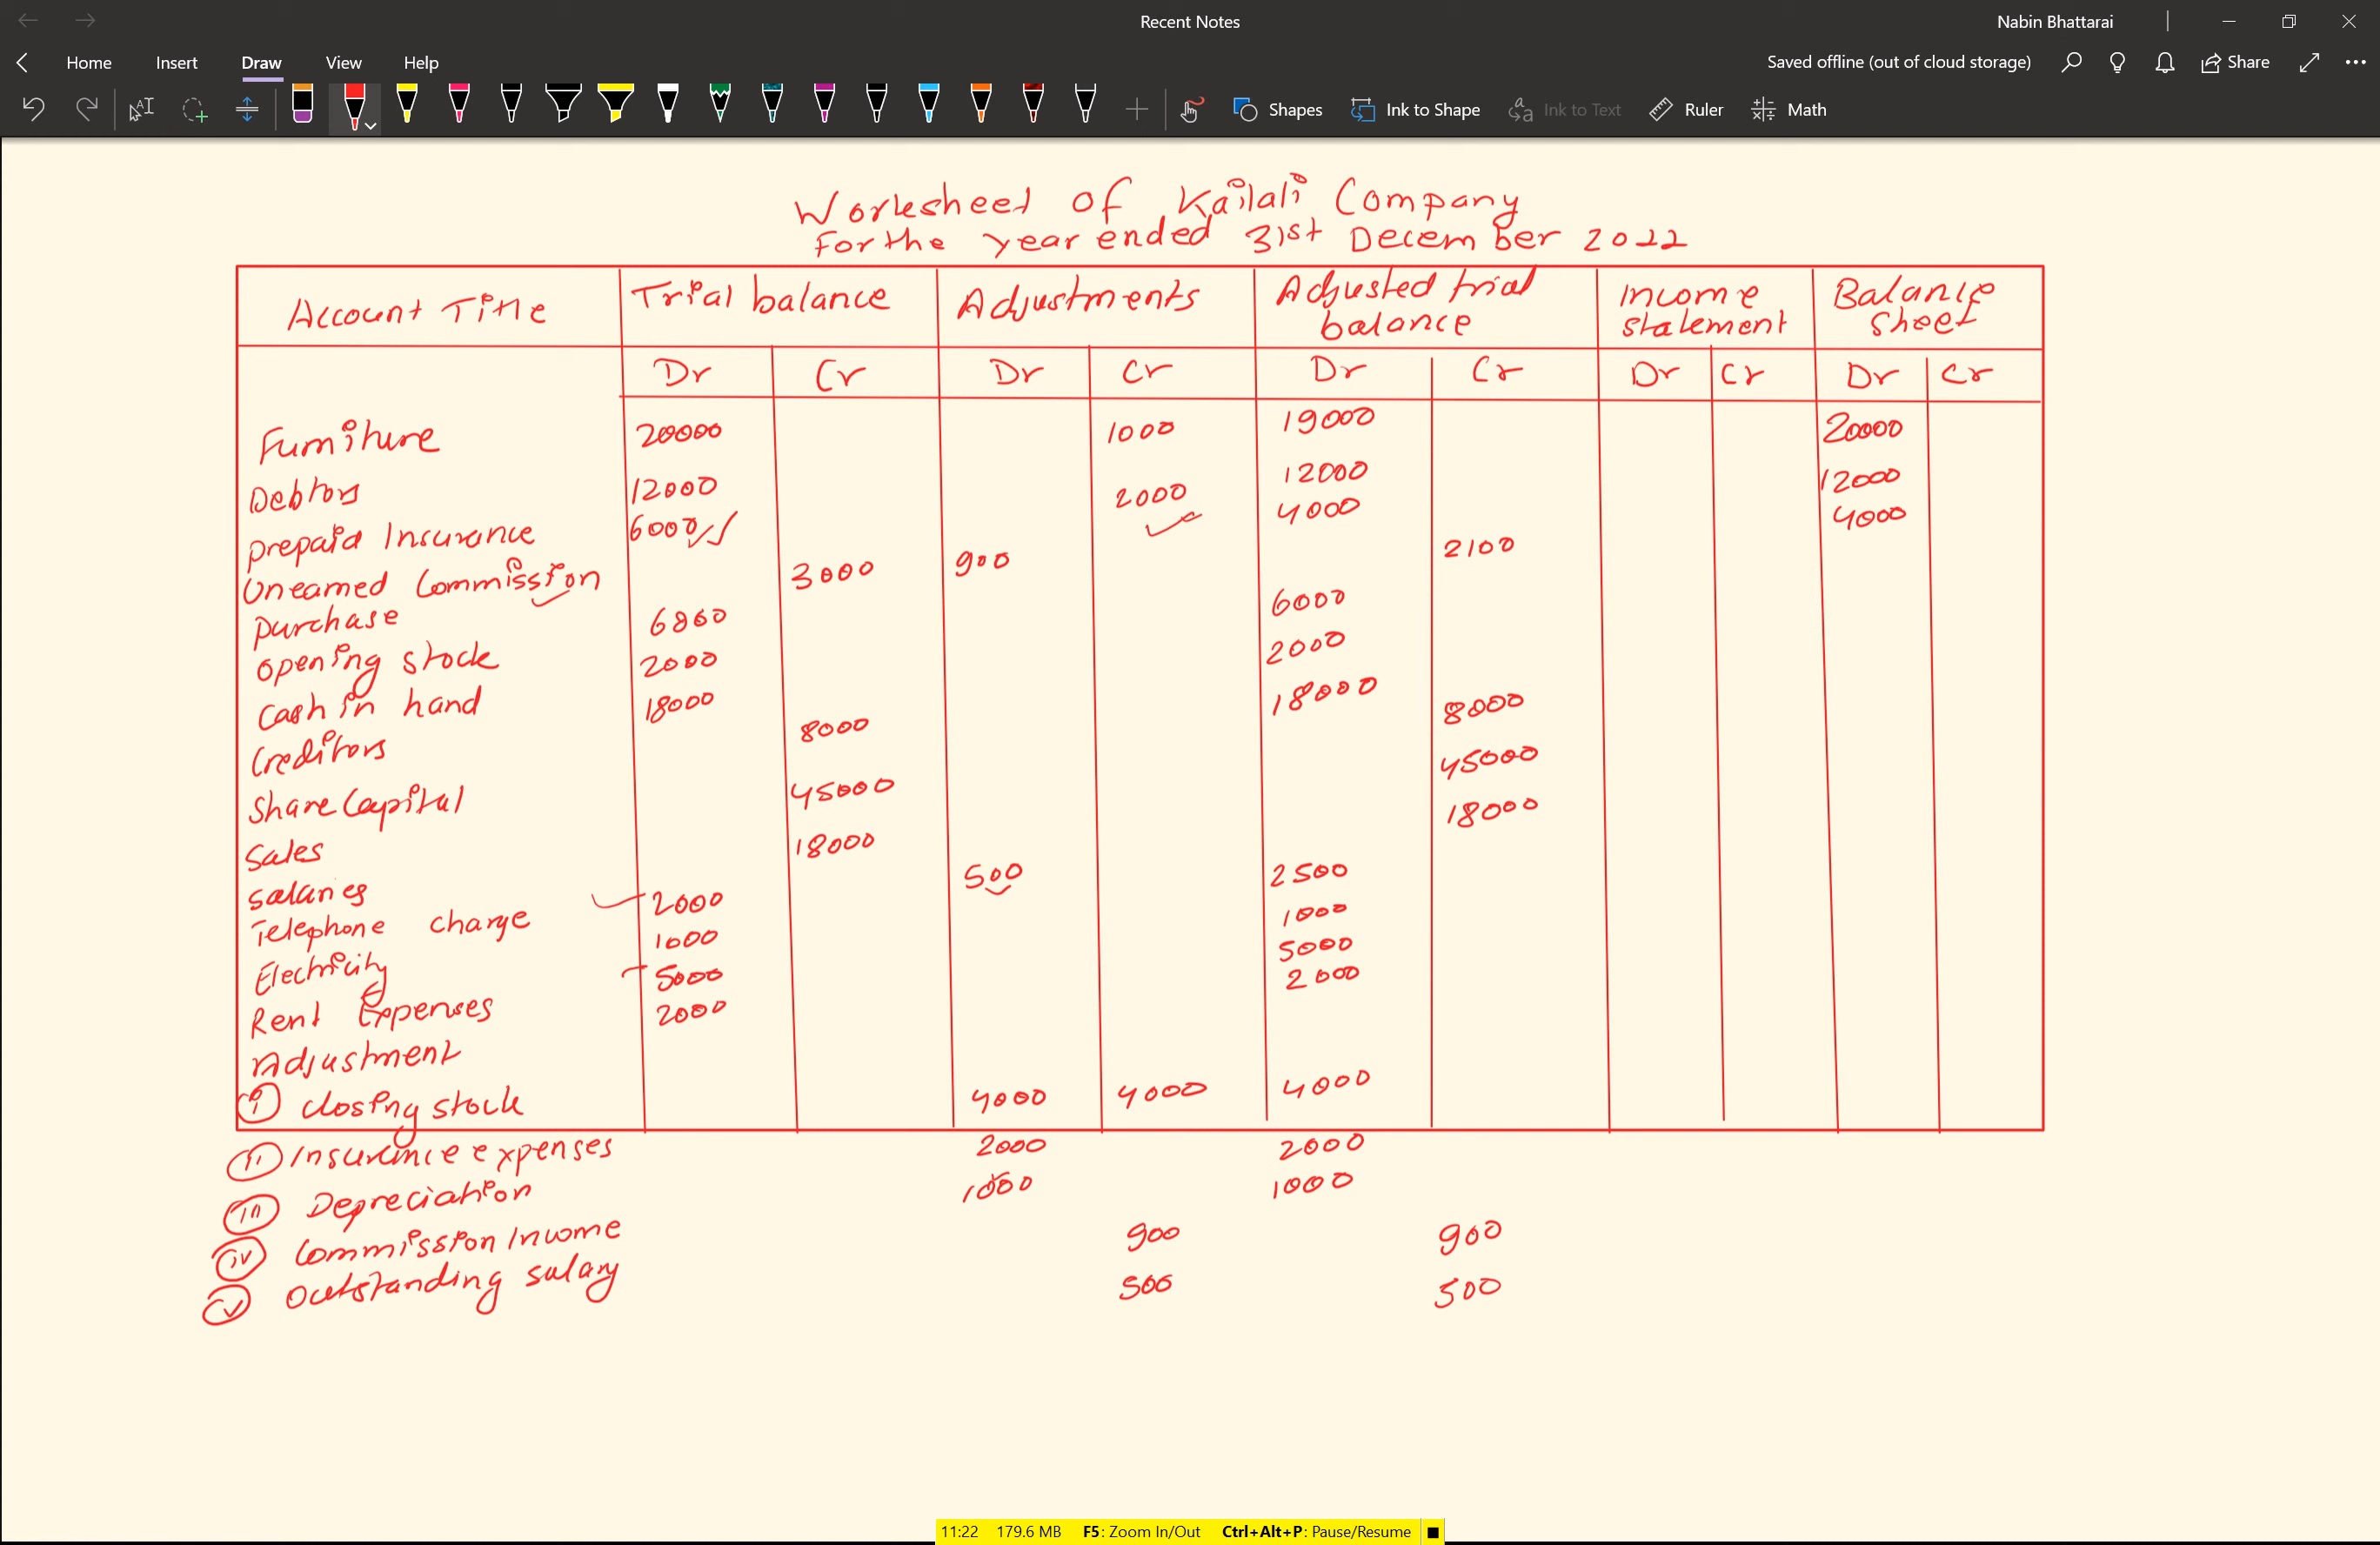 Recent Notes
Nabin Bhattarai
Home Insert Draw View Help
Saved offline (out of cloud storage) Share
Shapes Ink to Shape Ink to Text Ruler Math
Worksheet of Kailali Company
For the year ended 31st December 2022
Account Title Trial balance Adjustments Adjusted trial balance Income statement Balance sheet
Dr Cr Dr Cr Dr Cr Dr Cr Dr Cr
Furniture 20000 1000 19000 20000
Debtors 12000 12000 12000
prepaid Insurance 6000 2000 4000 4000
Unearned Commission 3000 900 2100
purchase 6000 6000
opening stock 2000 2000
Cash in hand 18000 18000
Creditors 8000 8000
Share Capital 45000 45000
Sales 18000 18000
Salaries 2000 500 2500
Telephone charge 1000 1000
Electricity 5000 5000
Rent Expenses 2000 2000
Adjustment
i closing stock 4000 4000 4000
ii Insurance expenses 2000 2000
iii Depreciation 1000 1000
iv Commission Income 900 900
v outstanding salary 500 500
11:22 179.6 MB F5: Zoom In/Out Ctrl+Alt+P: Pause/Resume